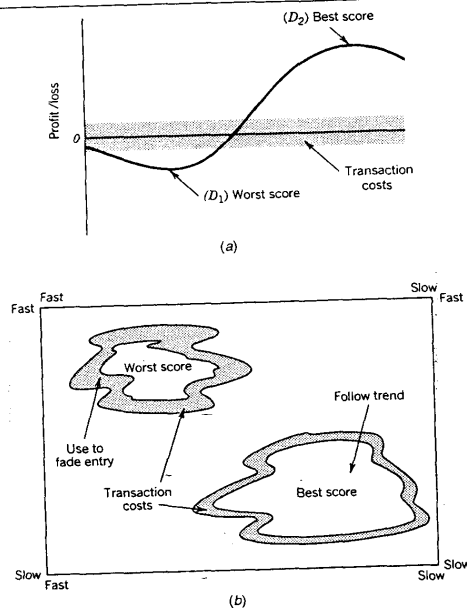 (D₂) Best score
Profit/loss
0
Transaction
costs
(D₁) Worst score
(a)
Fast
Fast
Slow
Fast
Worst score
Follow trend
Use to
fade entry
Transaction
costs
Best score
Slow
Fast
Slow
Slow
(b)